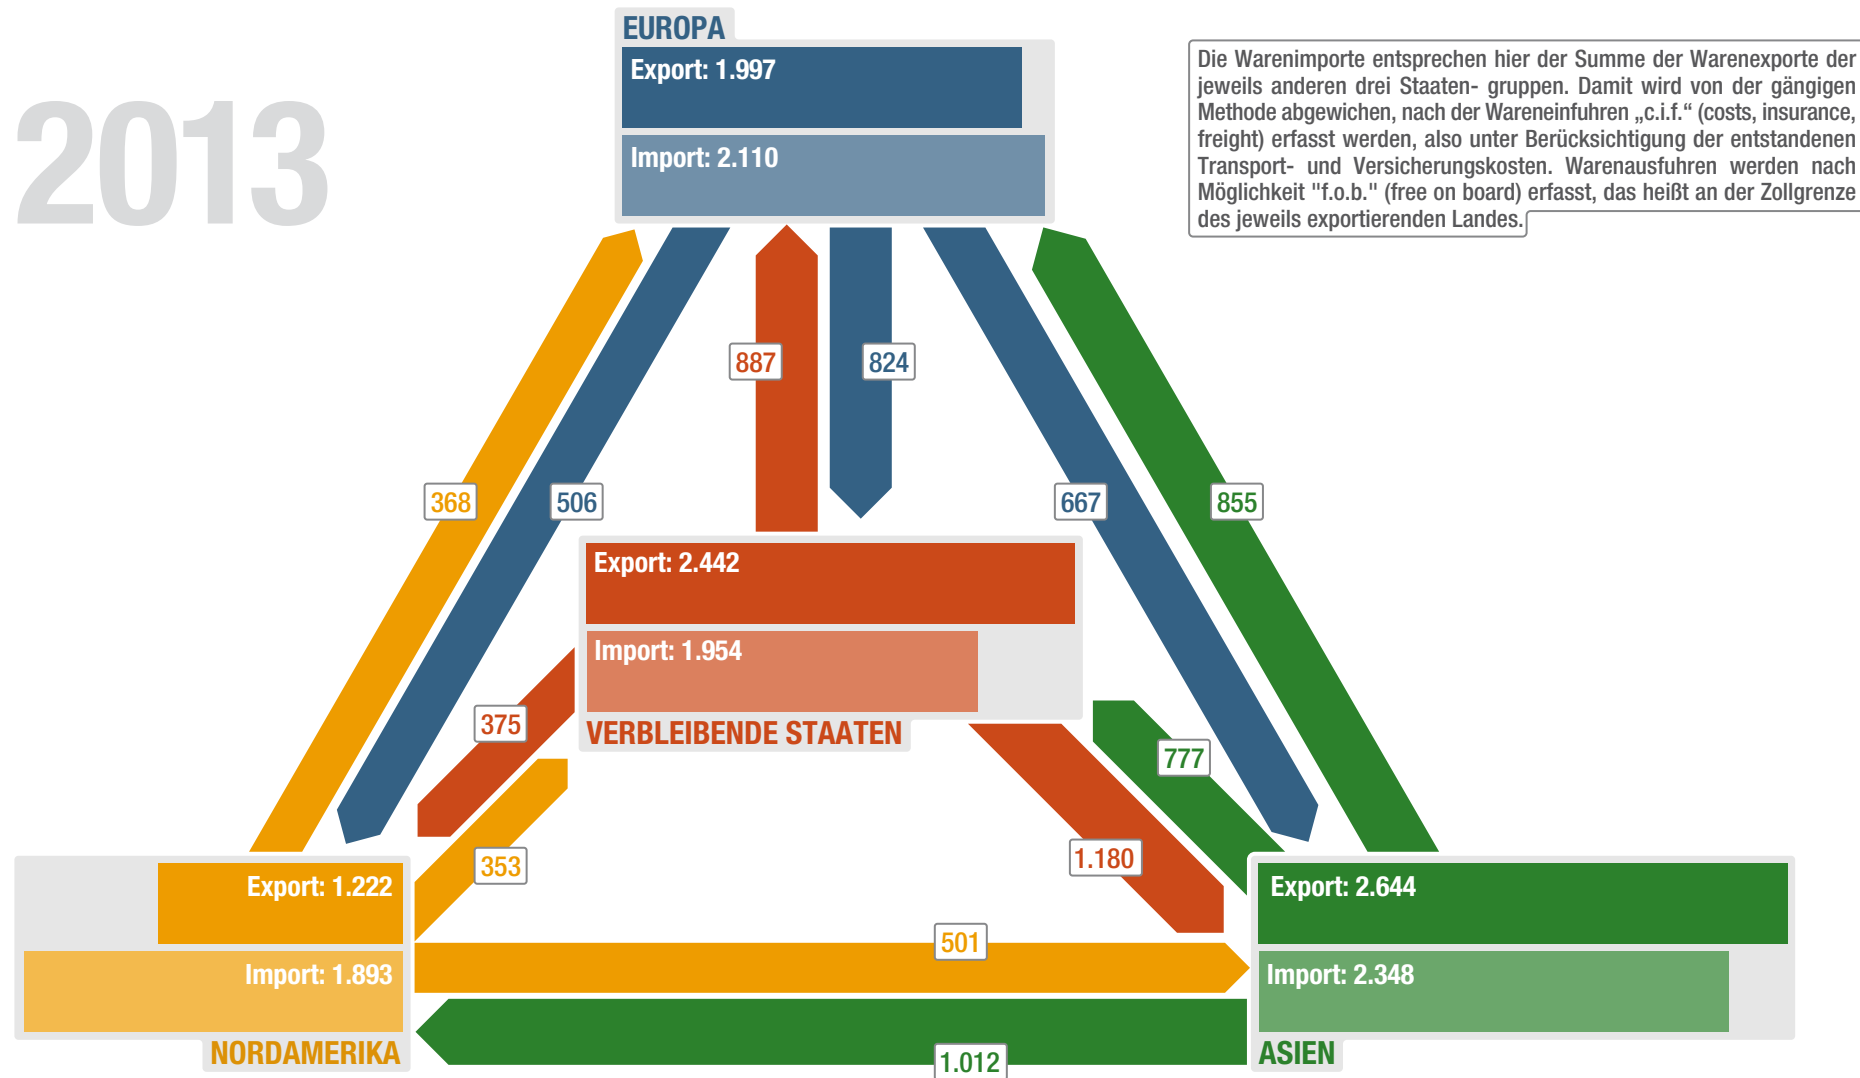 2013
EUROPA
Export: 1.997
Import: 2.110
Die Warenimporte entsprechen hier der Summe der Warenexporte der
jeweils anderen drei Staaten- gruppen. Damit wird von der gängigen
Methode abgewichen, nach der Wareneinfuhren „c.i.f.“ (costs, insurance,
freight) erfasst werden, also unter Berücksichtigung der entstandenen
Transport- und Versicherungskosten. Warenausfuhren werden nach
Möglichkeit "f.o.b." (free on board) erfasst, das heißt an der Zollgrenze
des jeweils exportierenden Landes.
887
824
368
506
667
855
Export: 2.442
Import: 1.954
VERBLEIBENDE STAATEN
375
777
353
1.180
Export: 1.222
Import: 1.893
NORDAMERIKA
501
1.012
Export: 2.644
Import: 2.348
ASIEN